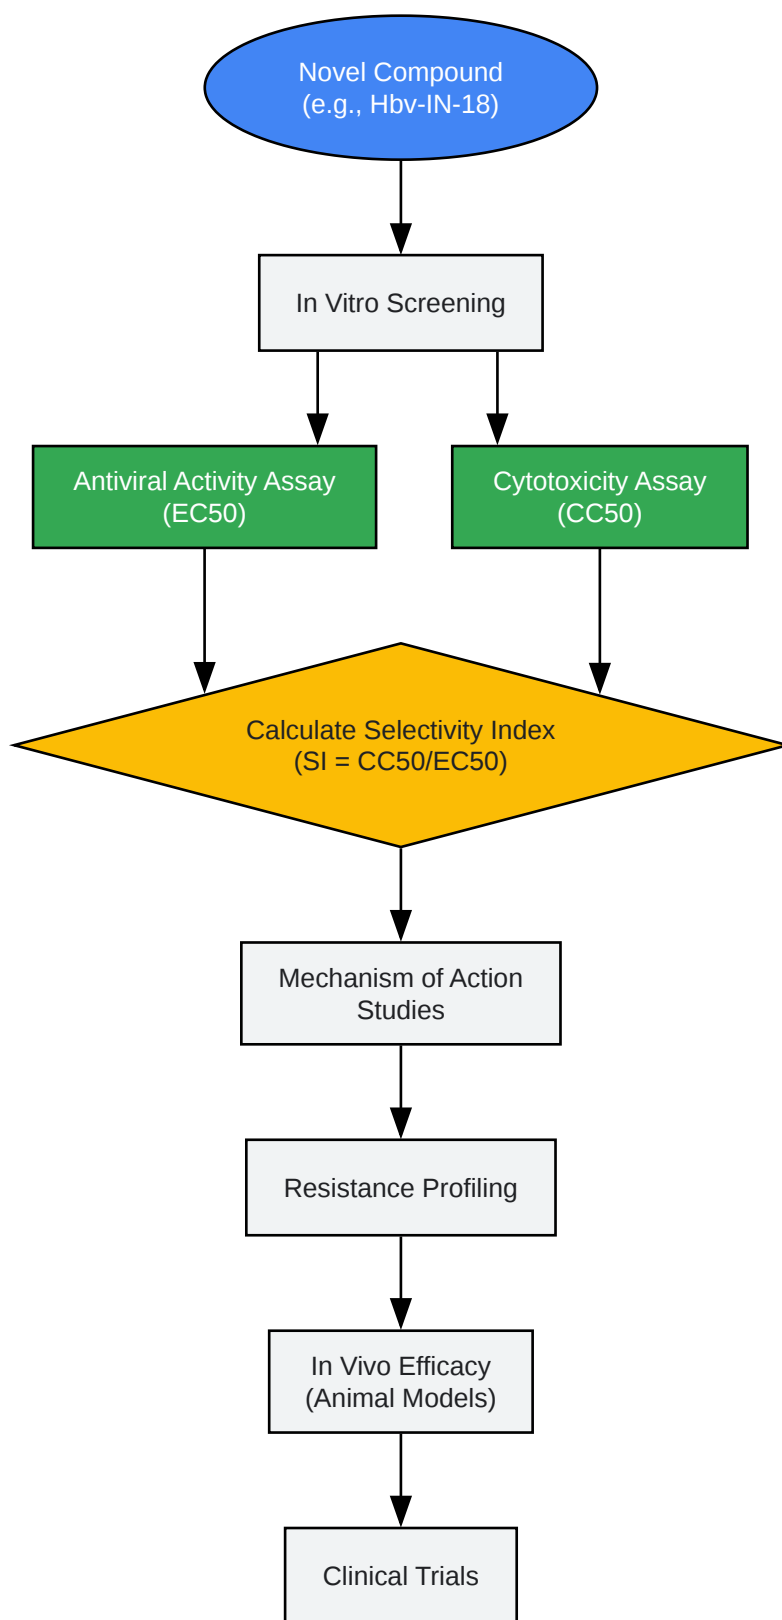 Novel Compound
(e.g., Hbv-IN-18)
In Vitro Screening
Antiviral Activity Assay
(EC50)
Cytotoxicity Assay
(CC50)
Calculate Selectivity Index
(SI = CC50/EC50)
Mechanism of Action
Studies
Resistance Profiling
In Vivo Efficacy
(Animal Models)
Clinical Trials